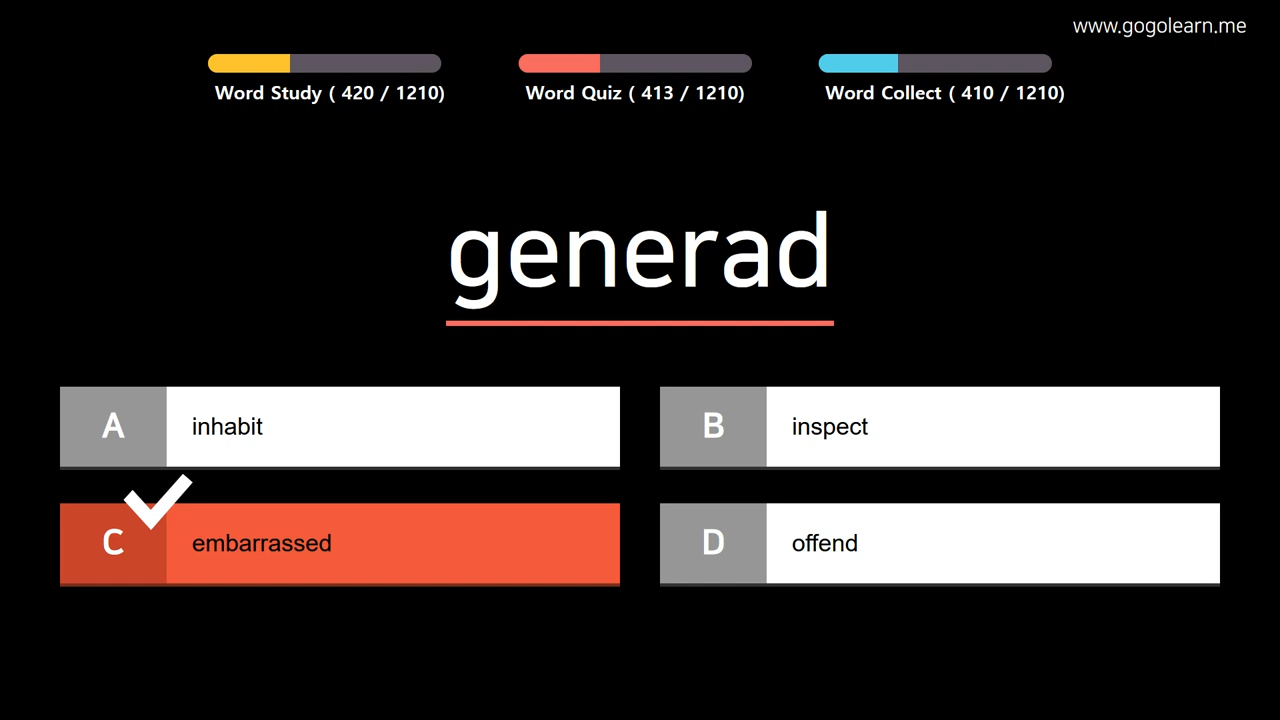 www.gogolearn.me
Word Study ( 420 / 1210)
Word Quiz ( 413 / 1210)
Word Collect ( 410 / 1210)
generad
A inhabit
B inspect
C embarrassed
D offend